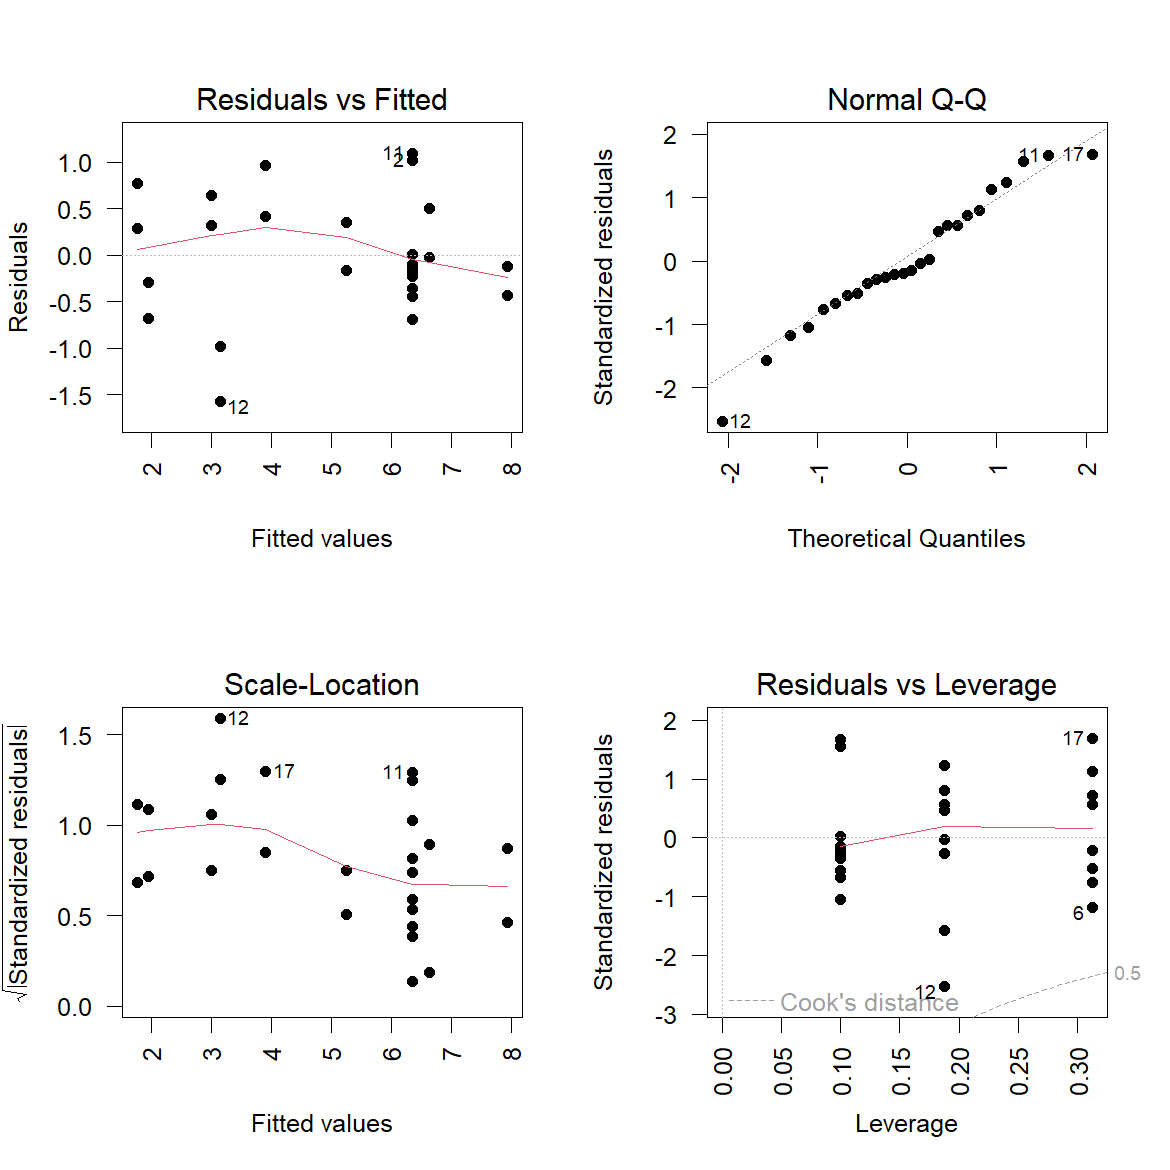 Residuals vs Fitted
Residuals
1.0
0.5
0.0
-0.5
-1.0
-1.5
11
2
12
2 3 4 5 6 7 8
Fitted values
Normal Q-Q
Standardized residuals
2
1
0
-1
-2
11 17
12
-2 -1 0 1 2
Theoretical Quantiles
Scale-Location
√|Standardized residuals|
1.5
1.0
0.5
0.0
12
17
11
2 3 4 5 6 7 8
Fitted values
Residuals vs Leverage
Standardized residuals
2
1
0
-1
-2
-3
17
6
12
0.5
Cook's distance
0.00 0.05 0.10 0.15 0.20 0.25 0.30
Leverage